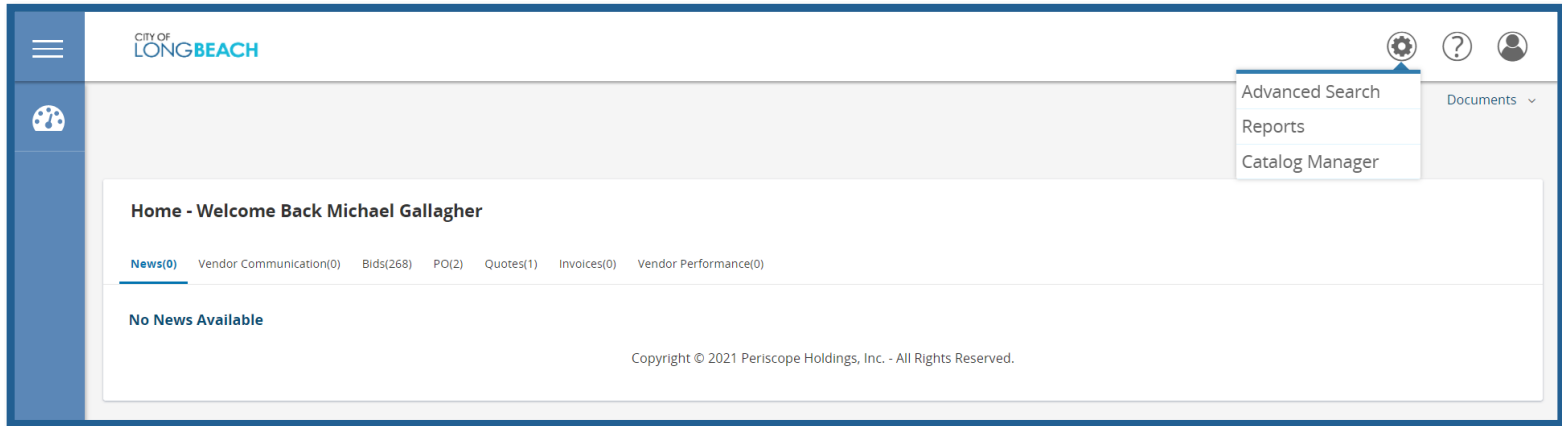 CITY OF
LONGBEACH
?
Advanced Search
Documents
Reports
Catalog Manager
Home - Welcome Back Michael Gallagher
News(0) Vendor Communication(0) Bids(268) PO(2) Quotes(1) Invoices(0) Vendor Performance(0)
No News Available
Copyright © 2021 Periscope Holdings, Inc. - All Rights Reserved.